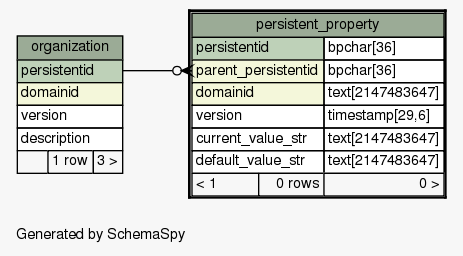 organization
persistentid
domainid
version
description
1 row 3 >
persistent_property
persistentid bpchar[36]
parent_persistentid bpchar[36]
domainid text[2147483647]
version timestamp[29,6]
current_value_str text[2147483647]
default_value_str text[2147483647]
< 1 0 rows 0 >
Generated by SchemaSpy